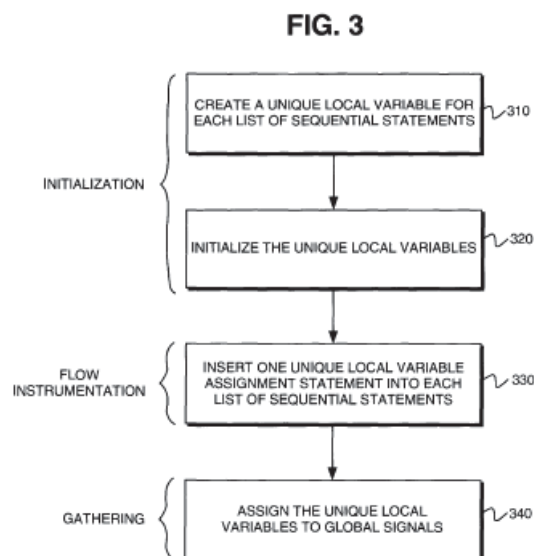 FIG. 3
CREATE A UNIQUE LOCAL VARIABLE FOR
EACH LIST OF SEQUENTIAL STATEMENTS
310
INITIALIZATION
INITIALIZE THE UNIQUE LOCAL VARIABLES
320
FLOW
INSTRUMENTATION
INSERT ONE UNIQUE LOCAL VARIABLE
ASSIGNMENT STATEMENT INTO EACH
LIST OF SEQUENTIAL STATEMENTS
330
GATHERING
ASSIGN THE UNIQUE LOCAL
VARIABLES TO GLOBAL SIGNALS
340